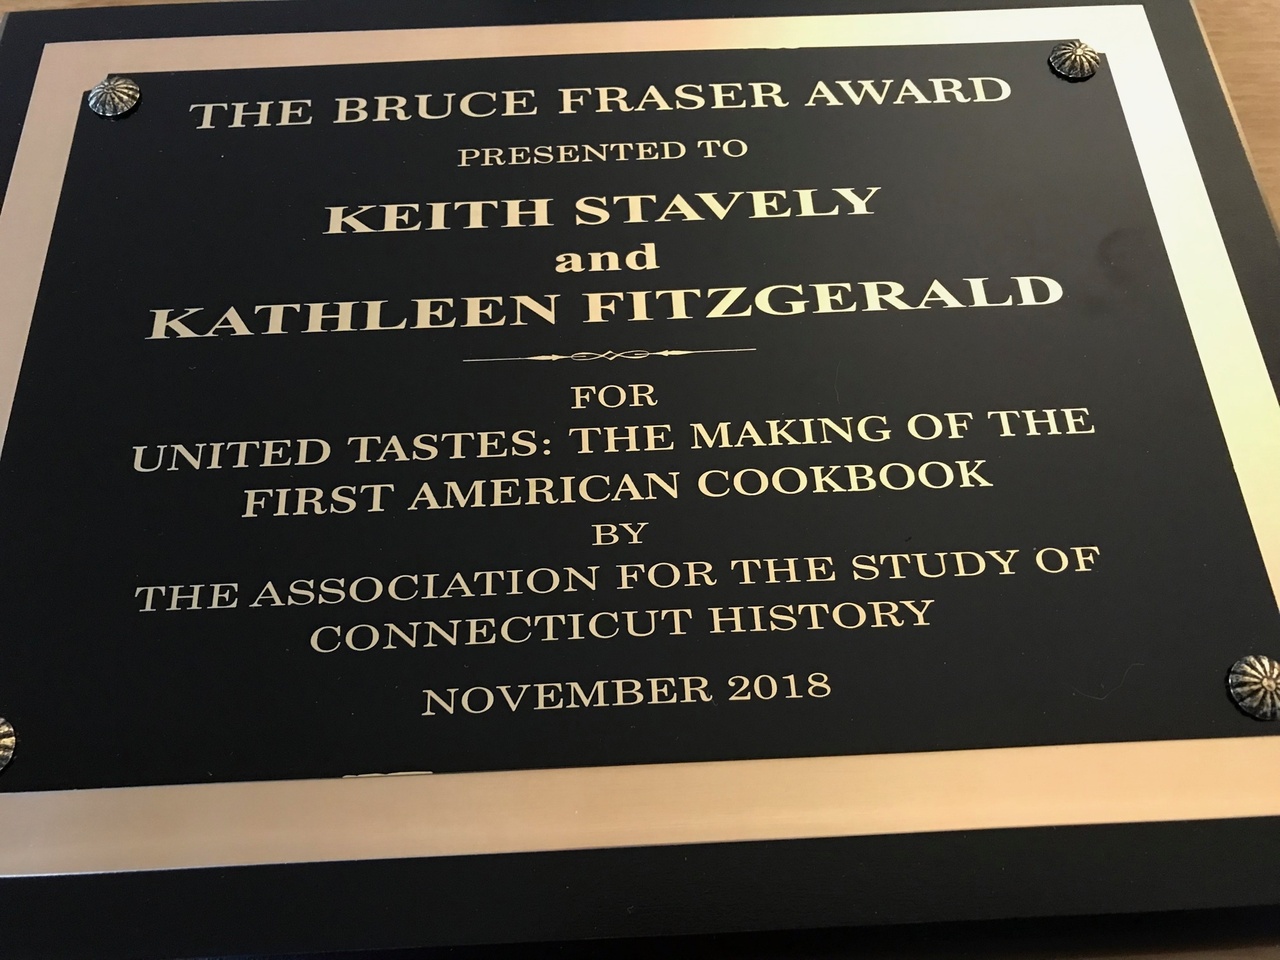 THE BRUCE FRASER AWARD
PRESENTED TO
KEITH STAVELY
and
KATHLEEN FITZGERALD
FOR
UNITED TASTES: THE MAKING OF THE
FIRST AMERICAN COOKBOOK
BY
THE ASSOCIATION FOR THE STUDY OF
CONNECTICUT HISTORY
NOVEMBER 2018